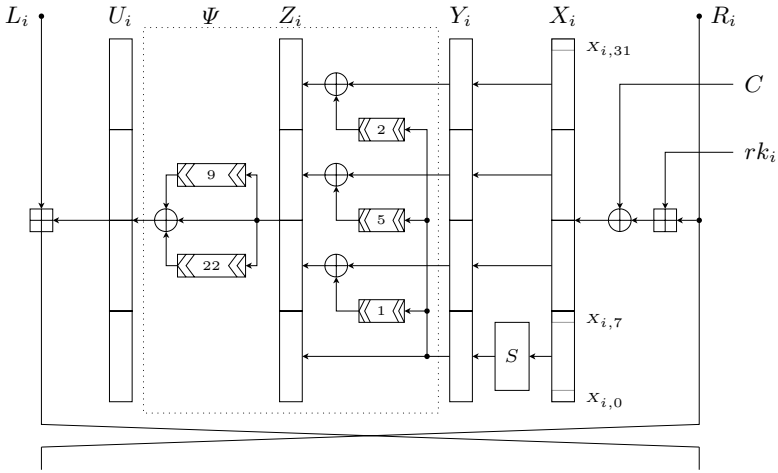 L_i U_i Ψ Z_i Y_i X_i R_i
X_{i,31}
C
2
rk_i
9
5
22
1
X_{i,7}
S
X_{i,0}